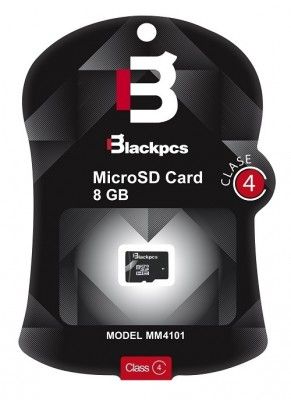 B
Blackpcs
CLASE
4
MicroSD Card
8 GB
MODEL MM4101
Class 4